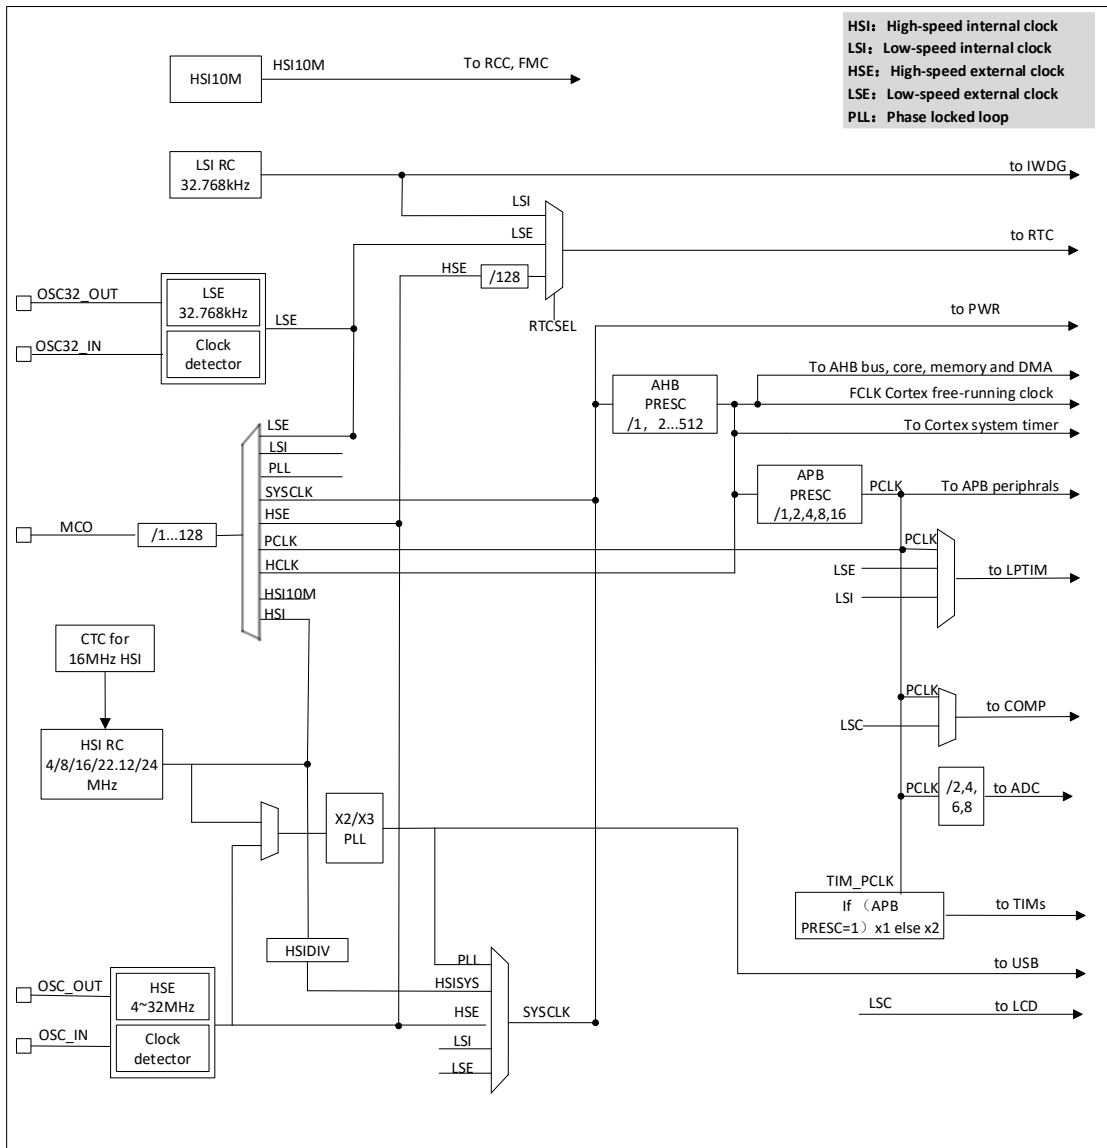 HSI： High-speed internal clock
LSI： Low-speed internal clock
HSE： High-speed external clock
LSE： Low-speed external clock
PLL： Phase locked loop
HSI10M
HSI10M
To RCC, FMC
LSI RC
32.768kHz
to IWDG
LSI
LSE
HSE
/128
to RTC
RTCSEL
OSC32_OUT
OSC32_IN
LSE
32.768kHz
Clock
detector
LSE
to PWR
AHB
PRESC
/1，2...512
To AHB bus, core, memory and DMA
FCLK Cortex free-running clock
To Cortex system timer
APB
PRESC
/1,2,4,8,16
PCLK
To APB periphrals
MCO
/1...128
LSE
LSI
PLL
SYSCLK
HSE
PCLK
HCLK
HSI10M
HSI
PCLK
LSE
LSI
to LPTIM
CTC for
16MHz HSI
HSI RC
4/8/16/22.12/24
MHz
PCLK
LSC
to COMP
X2/X3
PLL
PCLK
/2,4,
6,8
to ADC
TIM_PCLK
If （APB
PRESC=1）x1 else x2
to TIMs
HSIDIV
to USB
OSC_OUT
OSC_IN
HSE
4~32MHz
Clock
detector
PLL
HSISYS
HSE
LSI
LSE
SYSCLK
LSC
to LCD